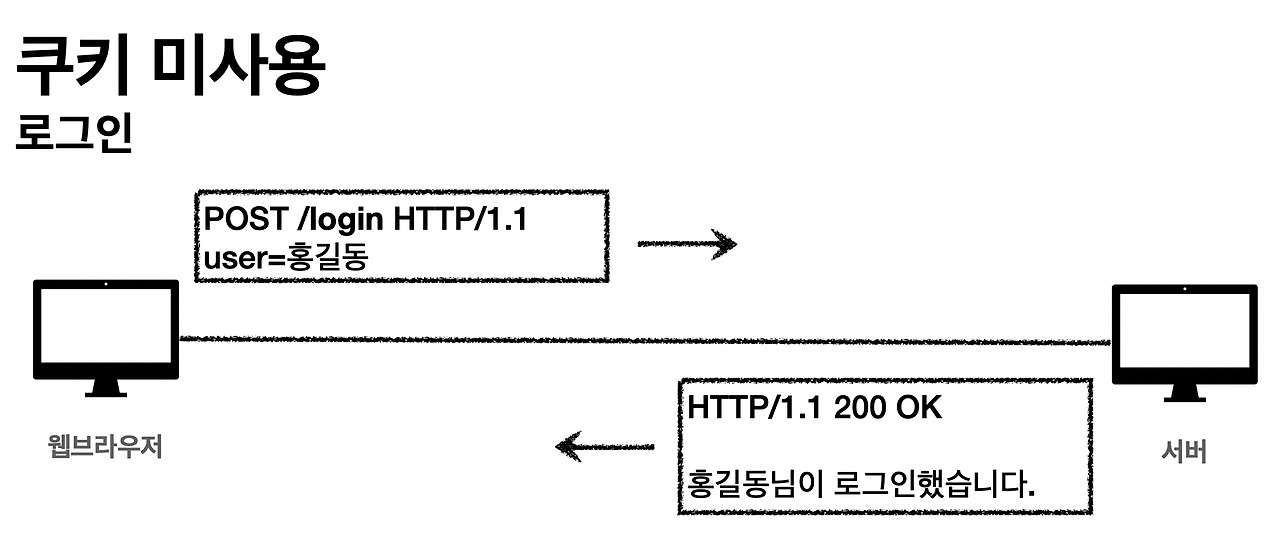 쿠키 미사용
로그인
POST /login HTTP/1.1
user=홍길동
웹브라우저
HTTP/1.1 200 OK
홍길동님이 로그인했습니다.
서버